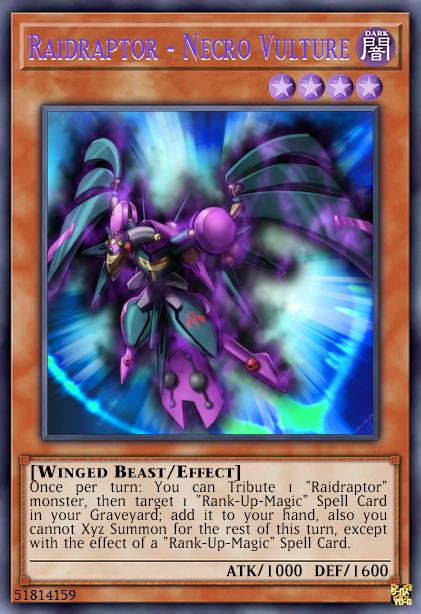 Raidraptor - Necro Vulture
DARK
闇
[Winged Beast/Effect]
Once per turn: You can Tribute 1 "Raidraptor"
monster, then target 1 "Rank-Up-Magic" Spell Card
in your Graveyard; add it to your hand, also you
cannot Xyz Summon for the rest of this turn, except
with the effect of a "Rank-Up-Magic" Spell Card.
ATK/1000 DEF/1600
51814159